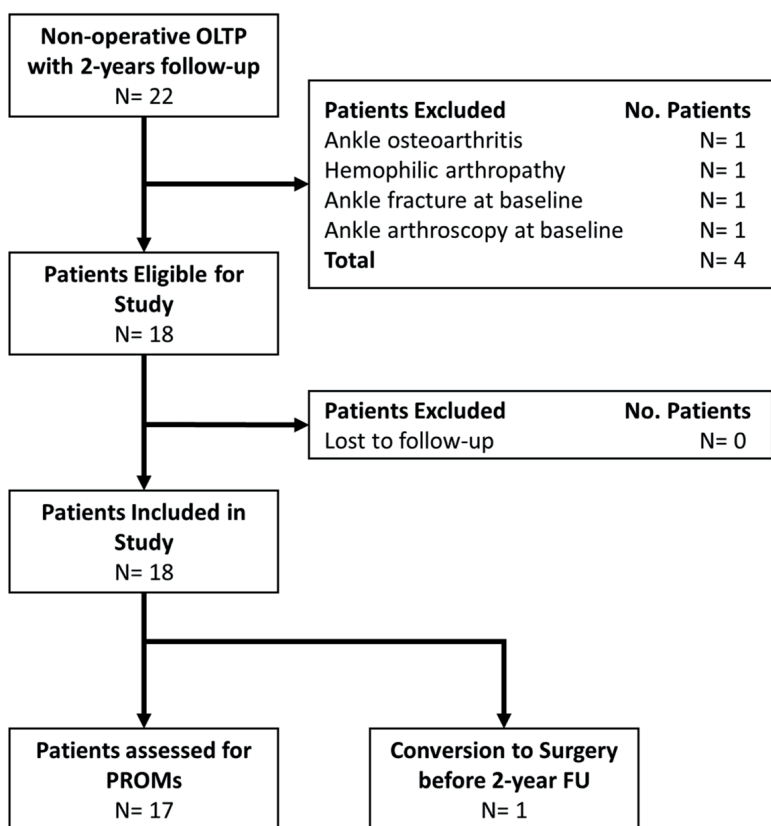 Non-operative OLTP
with 2-years follow-up
N= 22
Patients Excluded No. Patients
Ankle osteoarthritis N= 1
Hemophilic arthropathy N= 1
Ankle fracture at baseline N= 1
Ankle arthroscopy at baseline N= 1
Total N= 4
Patients Eligible for
Study
N= 18
Patients Excluded No. Patients
Lost to follow-up N= 0
Patients Included in
Study
N= 18
Patients assessed for
PROMs
N= 17
Conversion to Surgery
before 2-year FU
N= 1